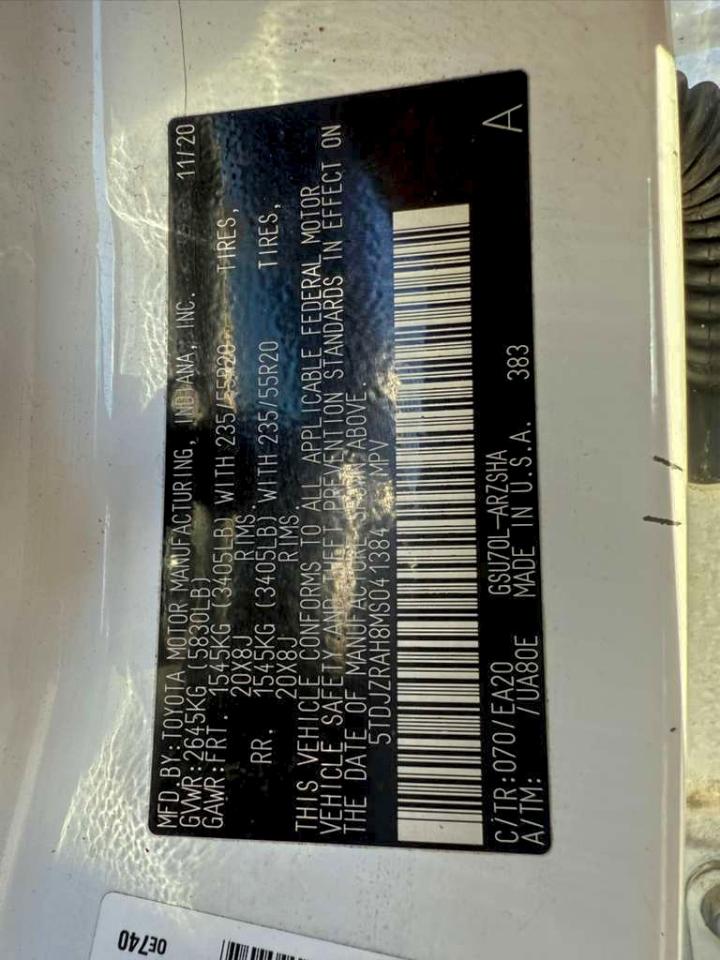 MFD.BY:TOYOTA MOTOR MANUFACTURING, INDIANA, INC. 11/20
GVWR:2645KG (5830LB)
GAWR:FRT. 1545KG (3405LB) WITH 235/55R20 TIRES,
20X8J RIMS.
RR. 1545KG (3405LB) WITH 235/55R20 TIRES,
20X8J RIMS.
THIS VEHICLE CONFORMS TO ALL APPLICABLE FEDERAL MOTOR
VEHICLE SAFETY AND THEFT PREVENTION STANDARDS IN EFFECT ON
THE DATE OF MANUFACTURE SHOWN ABOVE.
5TDJZRAH8MS041384 MPV
A
C/TR:070/EA20 GSU70L-ARZSHA
A/TM: /UA80E MADE IN U.S.A. 383
0E740